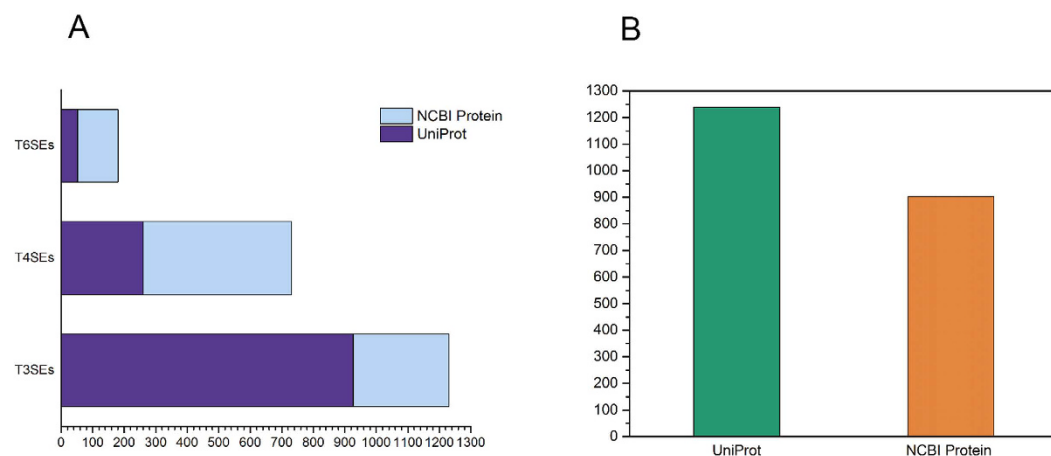 A
NCBI Protein
UniProt
T6SEs
T4SEs
T3SEs
0 100 200 300 400 500 600 700 800 900 1000 1100 1200 1300
B
1300
1200
1100
1000
900
800
700
600
500
400
300
200
100
0
UniProt NCBI Protein